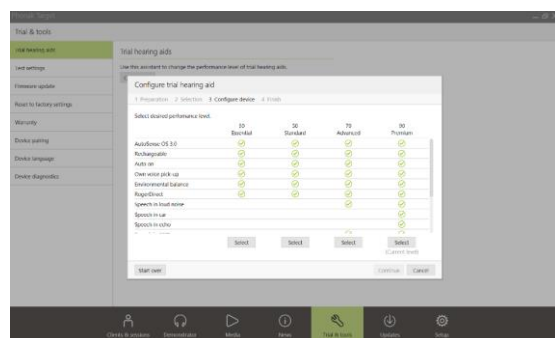 Phonak Target
Trial & tools
Trial hearing aids
Test settings
Firmware update
Reset to factory settings
Warranty
Device pairing
Device language
Device diagnostics
Trial hearing aids
Use this assistant to change the performance level of trial hearing aids.
Configure trial hearing aid
1 Preparation 2 Selection 3 Configure device 4 Finish
Select desired performance level.
30 50 70 90
Essential Standard Advanced Premium
AutoSense OS 3.0
Rechargeable
Auto on
Own voice pick-up
Environmental balance
RogerDirect
Speech in loud noise
Speech in car
Speech in echo
Select Select Select Select
(Current level)
Start over Continue Cancel
Clients & sessions Demonstrator Media News Trial & tools Updates Setup